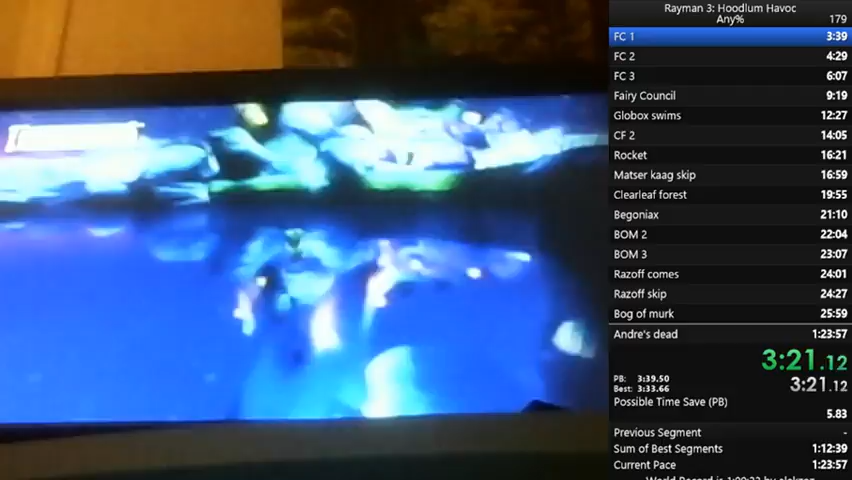 Rayman 3: Hoodlum Havoc
Any% 179
FC 1 3:39
FC 2 4:29
FC 3 6:07
Fairy Council 9:19
Globox swims 12:27
CF 2 14:05
Rocket 16:21
Matser kaag skip 16:59
Clearleaf forest 19:55
Begoniax 21:10
BOM 2 22:04
BOM 3 23:07
Razoff comes 24:01
Razoff skip 24:27
Bog of murk 25:59
Andre's dead 1:23:57
3:21.12
PB: 3:39.50
Best: 3:33.66
3:21.12
Possible Time Save (PB)
5.83
Previous Segment -
Sum of Best Segments 1:12:39
Current Pace 1:23:57
World Record is